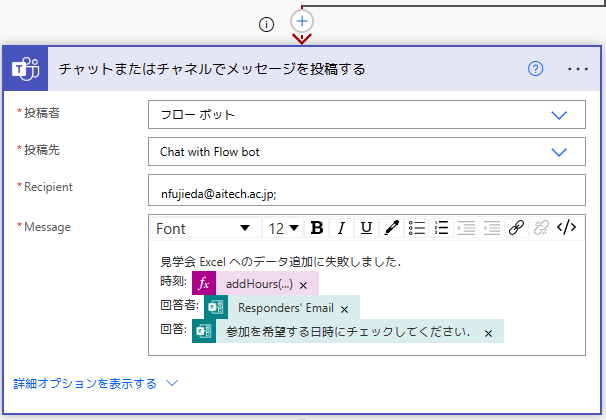 チャットまたはチャネルでメッセージを投稿する
*投稿者
フロー ボット
*投稿先
Chat with Flow bot
*Recipient
nfujieda@aitech.ac.jp;
*Message
Font 12 B I U </>
見学会 Excel へのデータ追加に失敗しました.
時刻: fx addHours(...) ×
回答者: Responders' Email ×
回答: 参加を希望する日時にチェックしてください. ×
詳細オプションを表示する